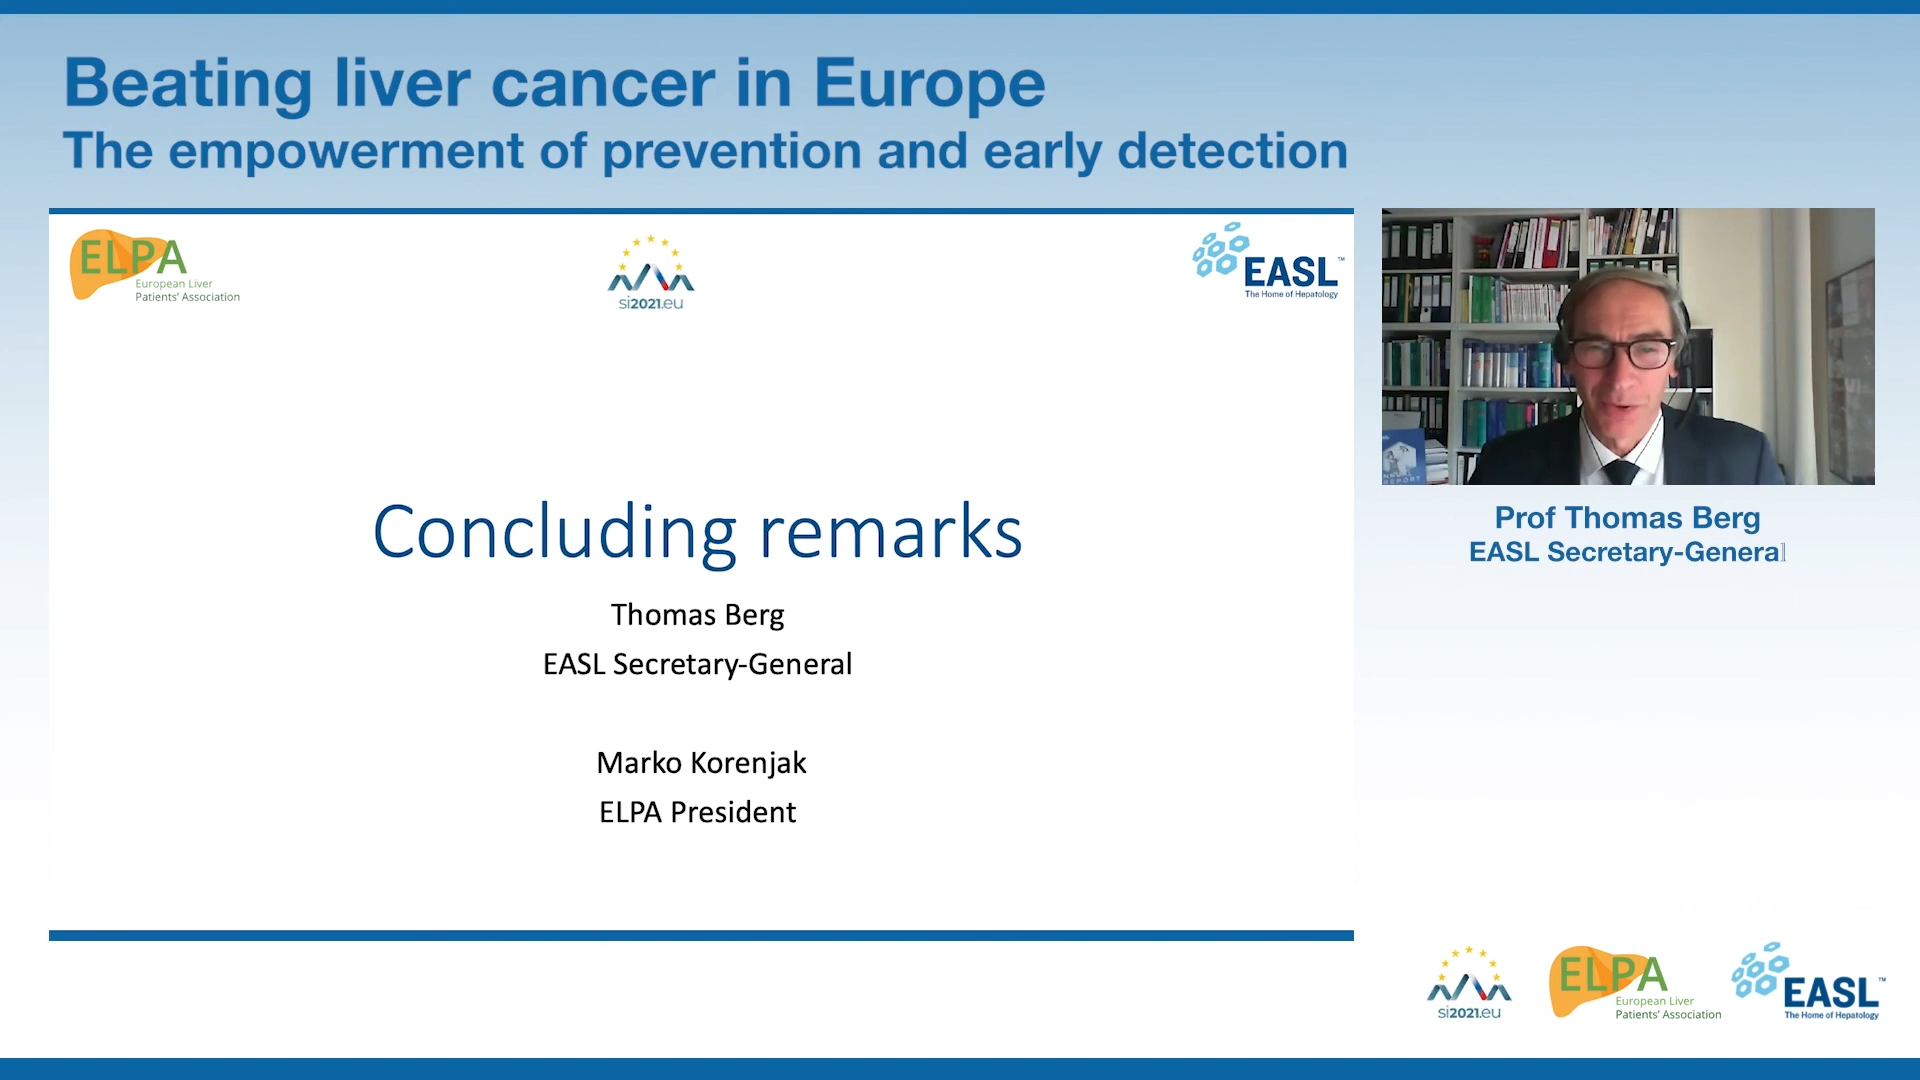 Beating liver cancer in Europe
The empowerment of prevention and early detection
ELPA
European Liver
Patients' Association
si2021.eu
EASL™
The Home of Hepatology
Concluding remarks
Thomas Berg
EASL Secretary-General
Marko Korenjak
ELPA President
Prof Thomas Berg
EASL Secretary-General
si2021.eu
ELPA
European Liver
Patients' Association
EASL™
The Home of Hepatology